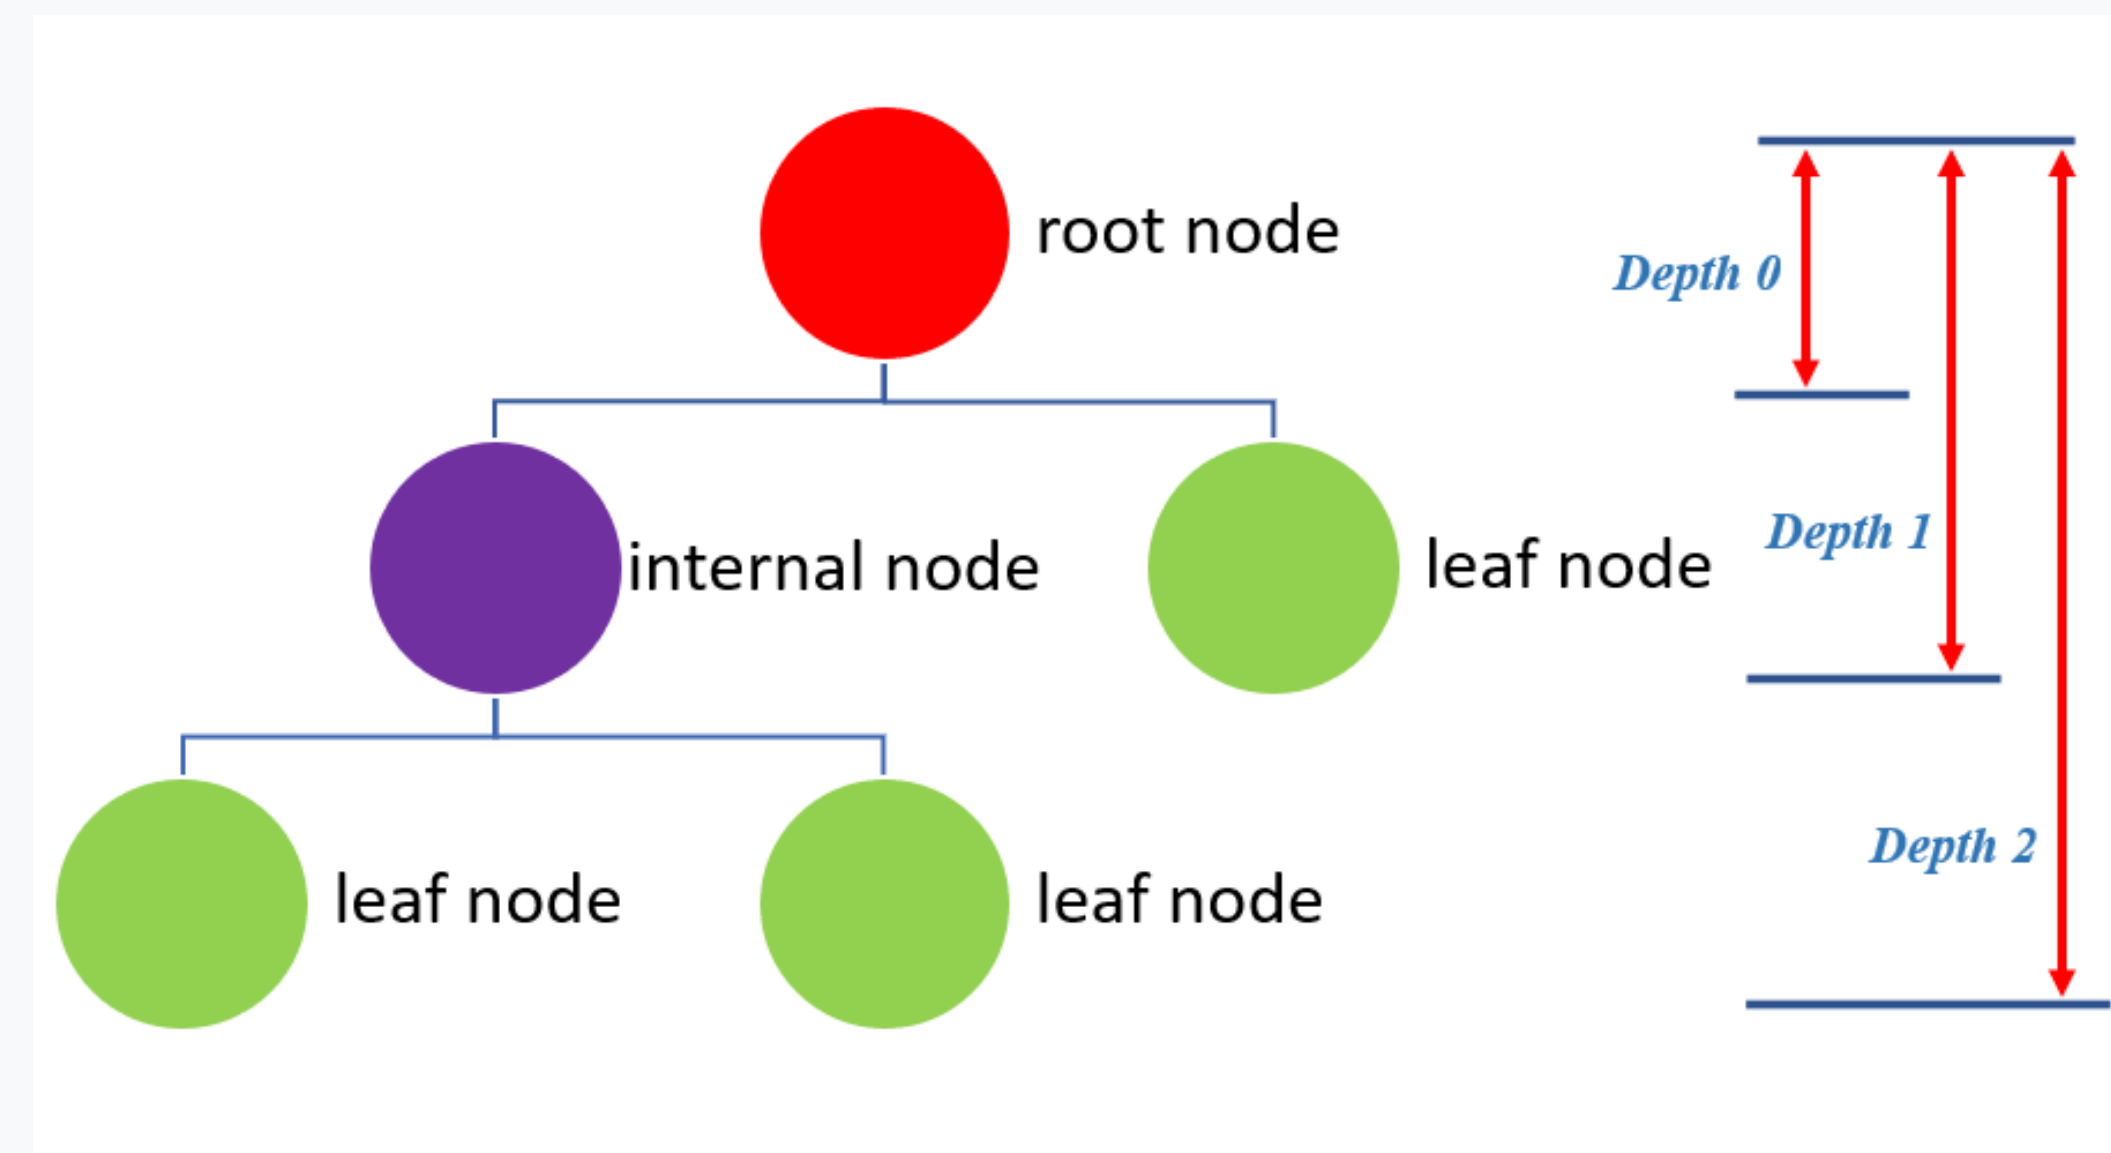 root node
Depth 0
internal node
leaf node
Depth 1
leaf node
leaf node
Depth 2